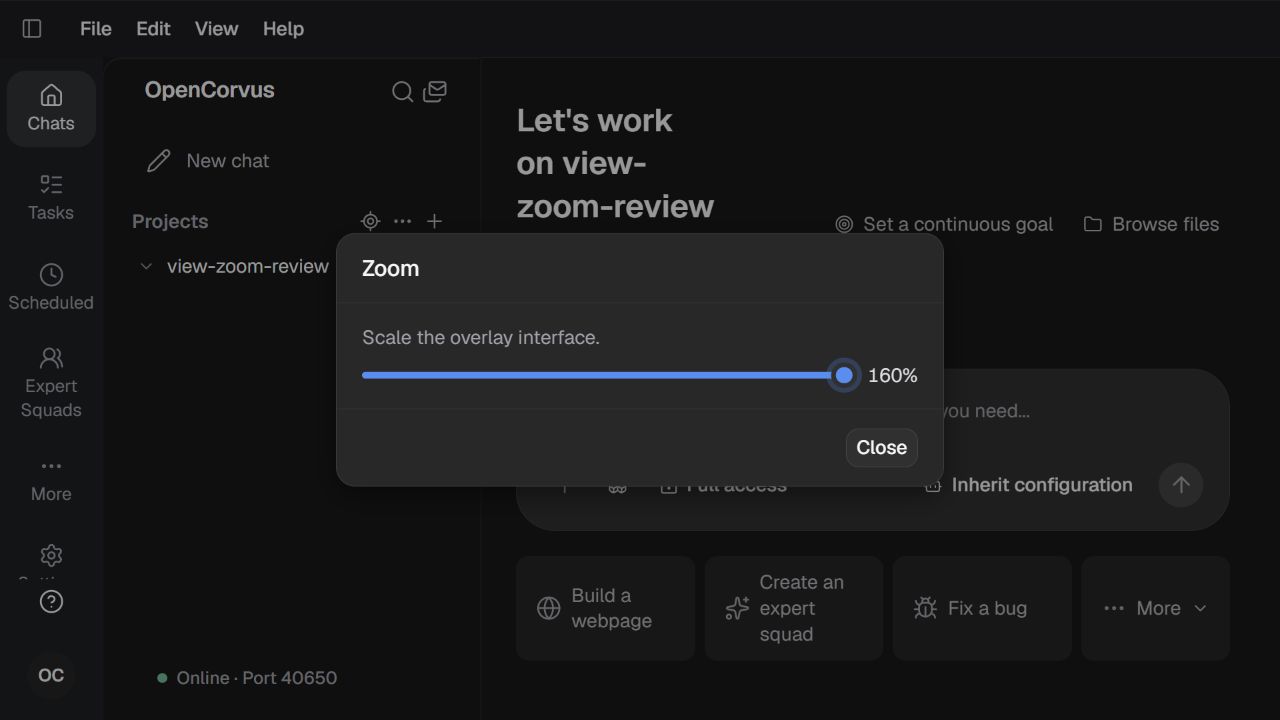 File Edit View Help
OpenCorvus
Chats
New chat
Tasks
Projects
view-zoom-review
Scheduled
Expert
Squads
More
OC
Online · Port 40650
Let's work
on view-
zoom-review
Set a continuous goal Browse files
Zoom
Scale the overlay interface.
160%
Close
you need...
Full access Inherit configuration
Build a
webpage
Create an
expert
squad
Fix a bug
More